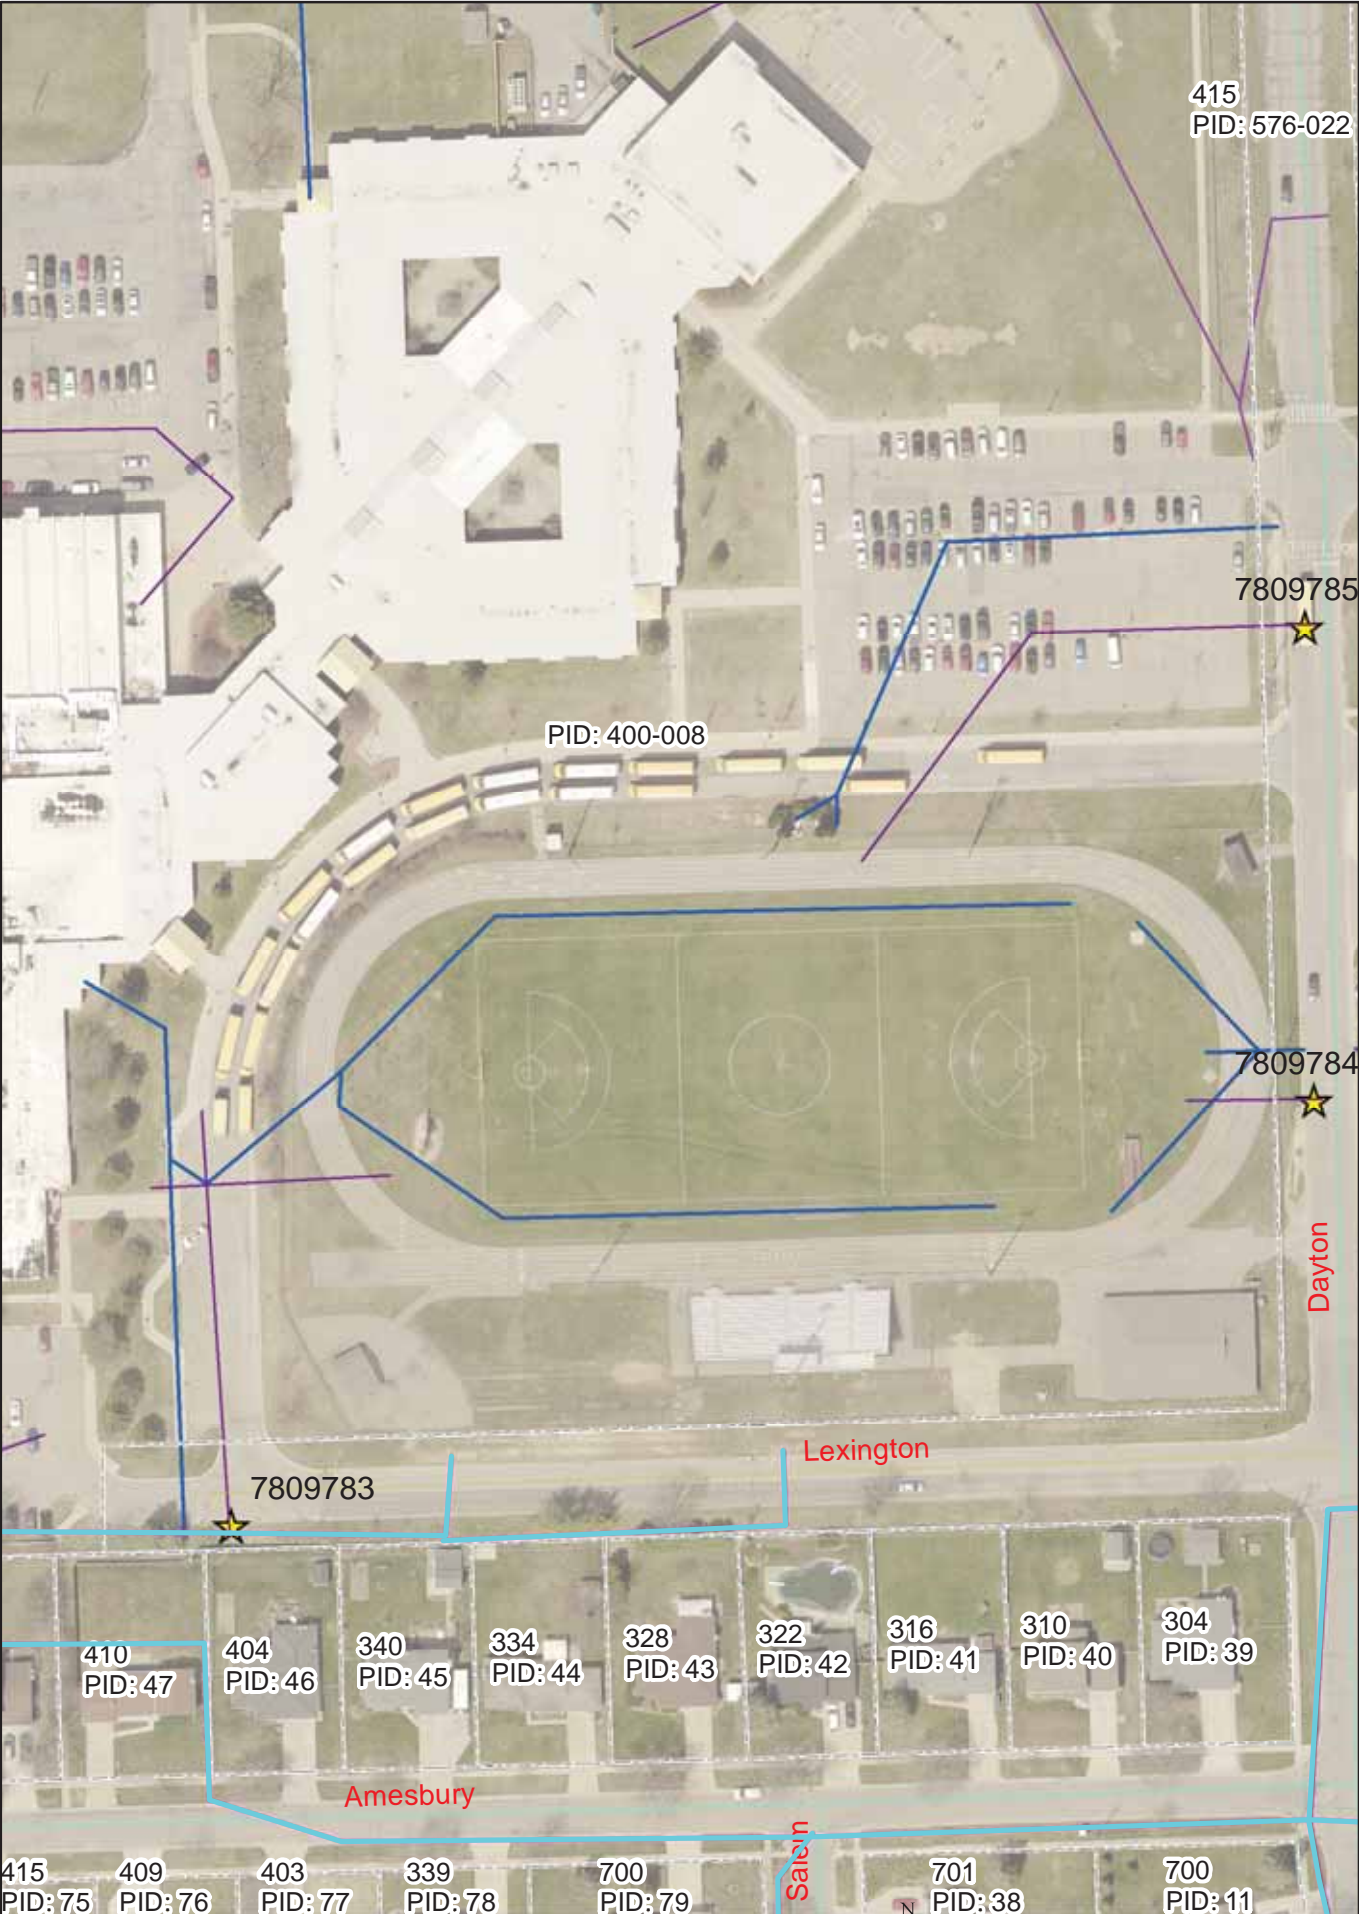 415
PID: 576-022
7809785
PID: 400-008
7809784
Dayton
Lexington
7809783
410
PID: 47
404
PID: 46
340
PID: 45
334
PID: 44
328
PID: 43
322
PID: 42
316
PID: 41
310
PID: 40
304
PID: 39
Amesbury
Salem
415
PID: 75
409
PID: 76
403
PID: 77
339
PID: 78
700
PID: 79
701
PID: 38
700
PID: 11
N